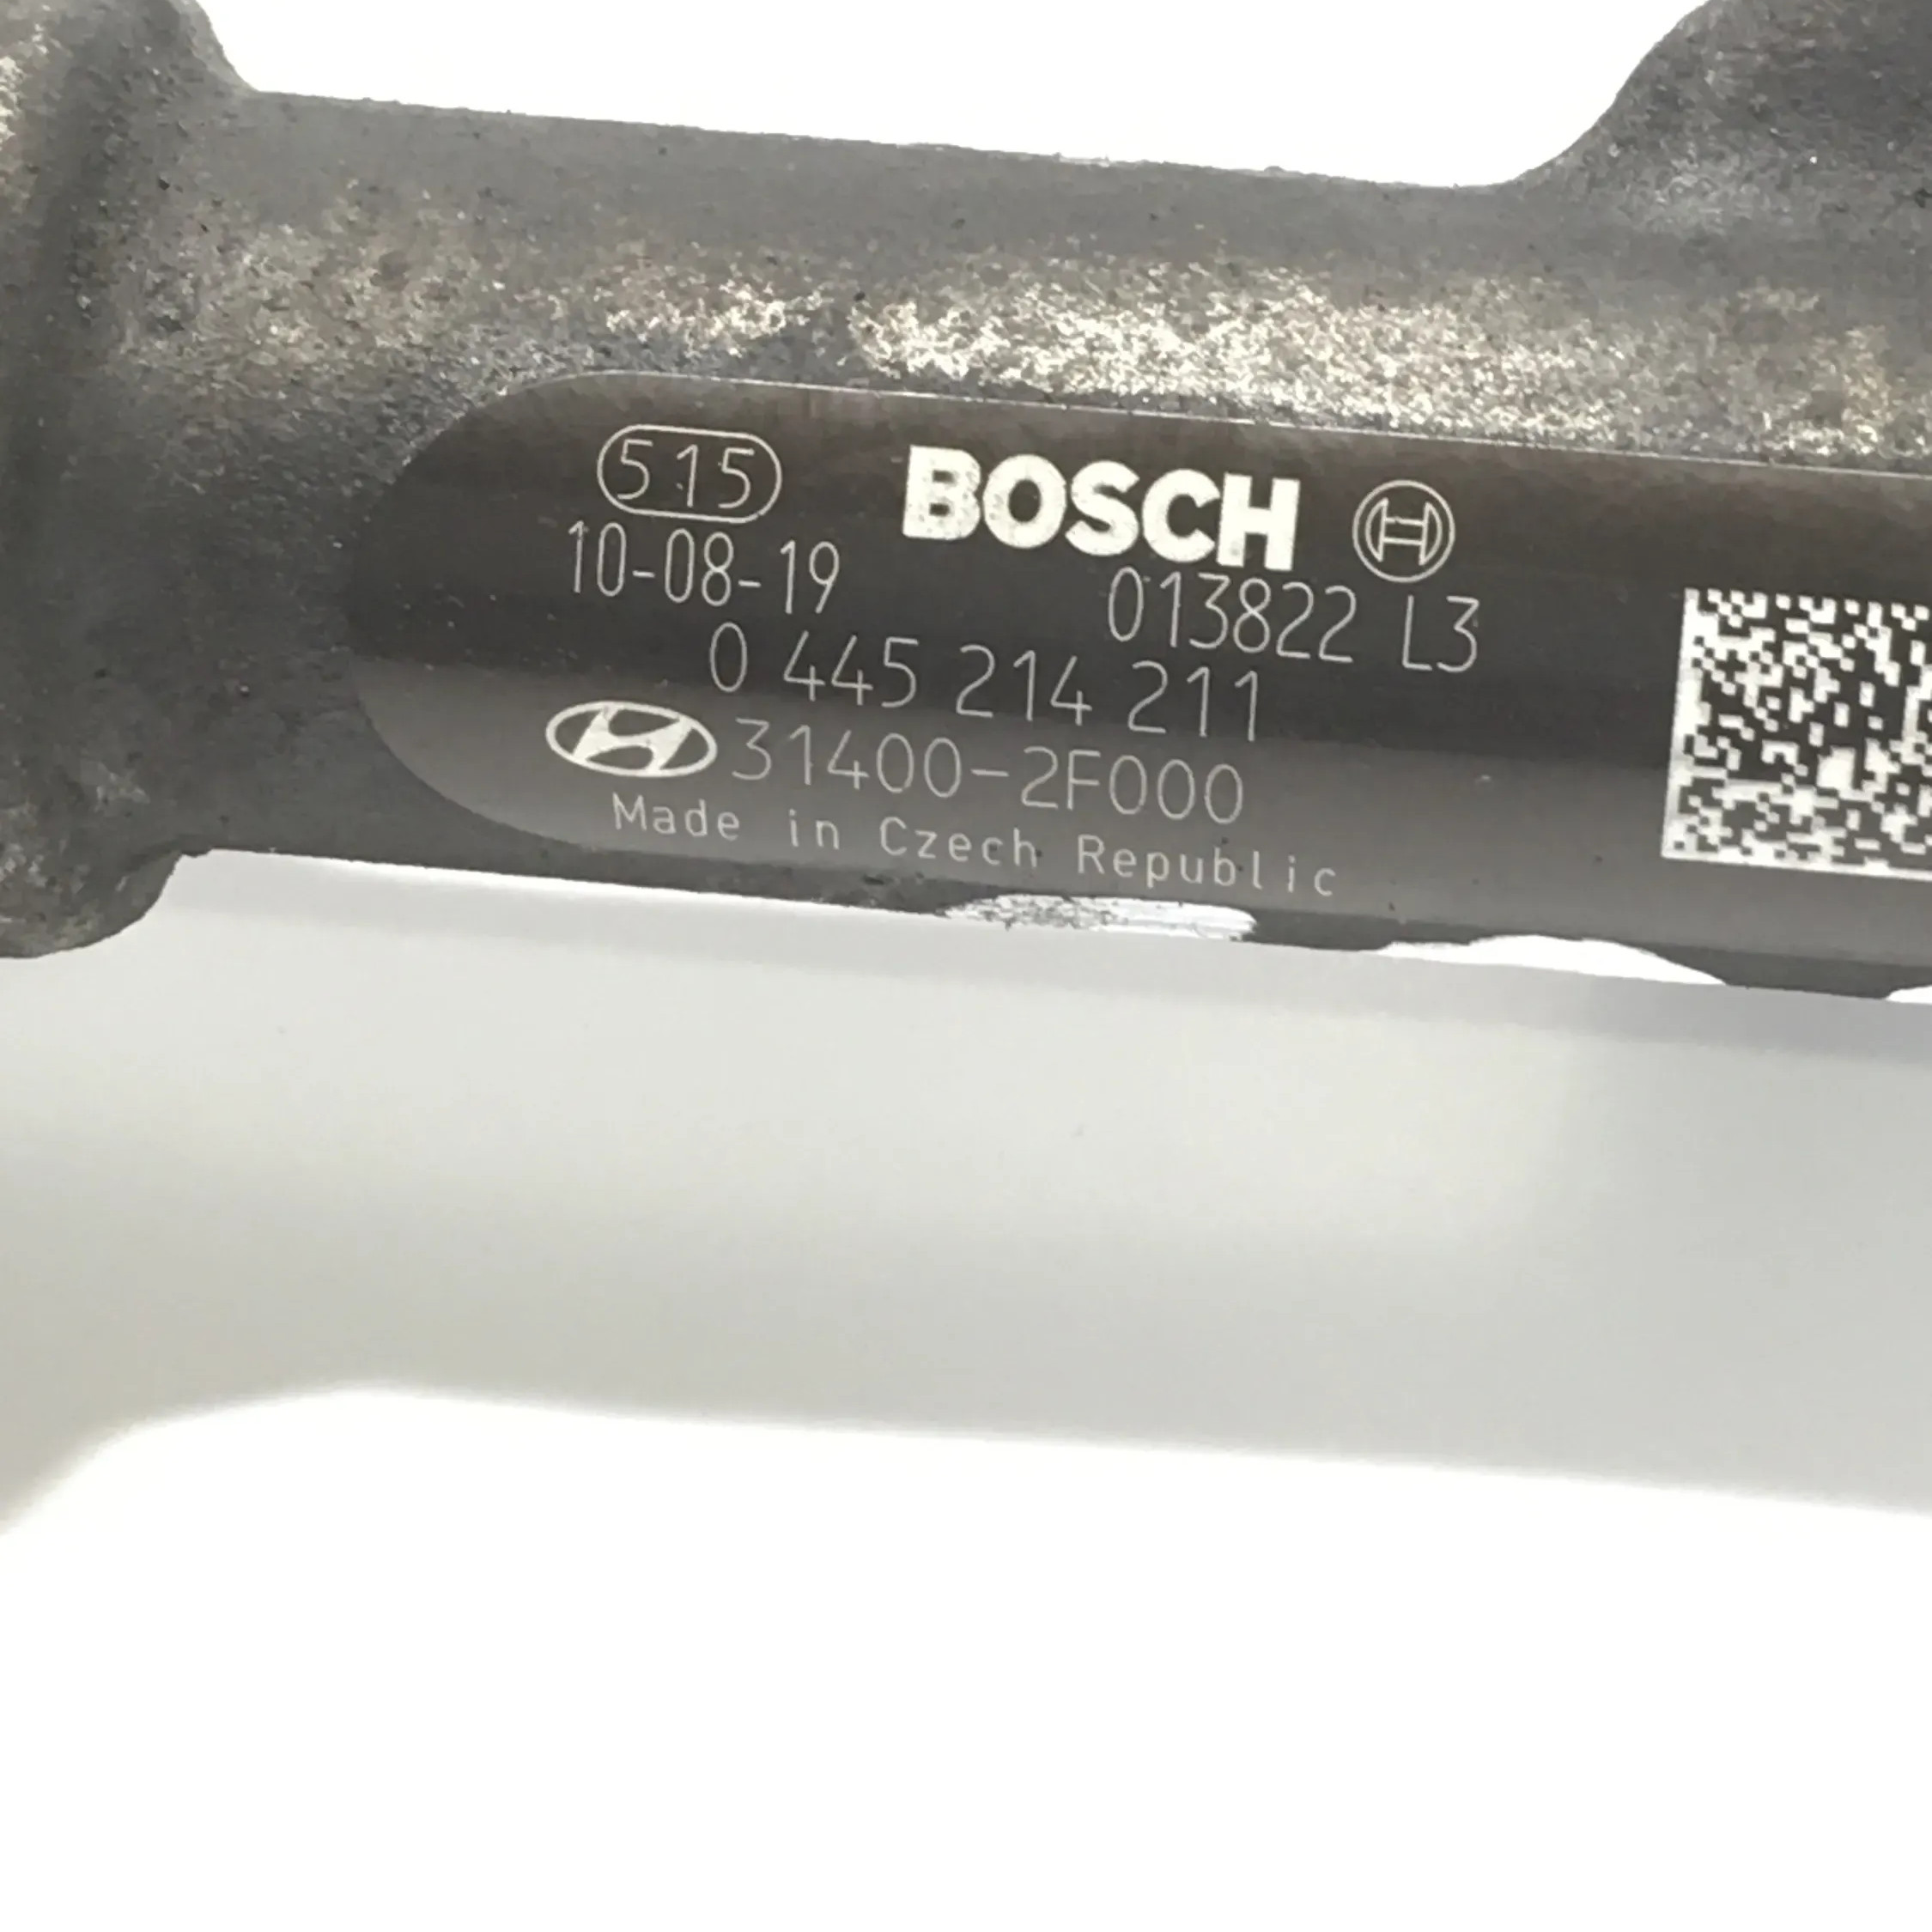 515 BOSCH
10-08-19 013822 L3
0 445 214 211
31400-2F000
Made in Czech Republic